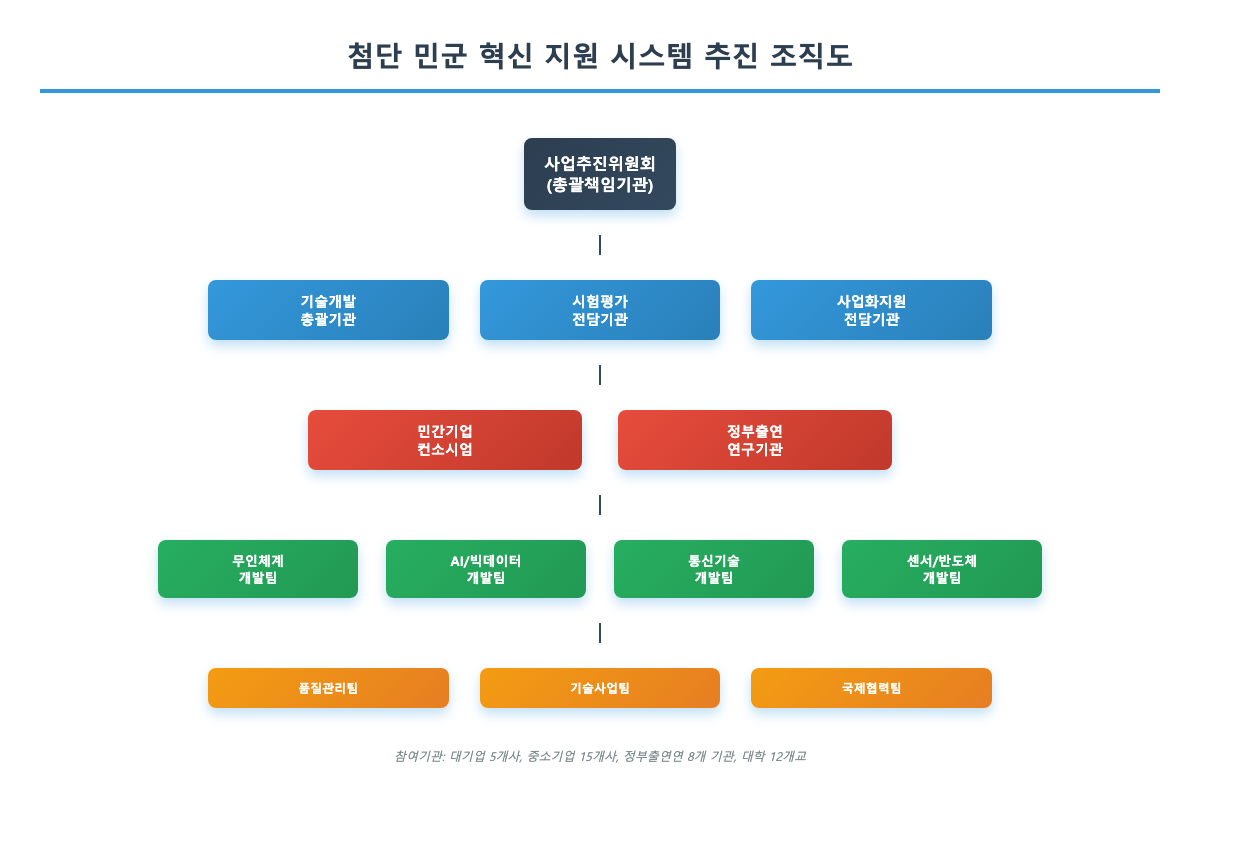 첨단 민군 혁신 지원 시스템 추진 조직도
사업추진위원회
(총괄책임기관)
기술개발
총괄기관
시험평가
전담기관
사업화지원
전담기관
민간기업
컨소시엄
정부출연
연구기관
무인체계
개발팀
AI/빅데이터
개발팀
통신기술
개발팀
센서/반도체
개발팀
품질관리팀
기술사업팀
국제협력팀
참여기관: 대기업 5개사, 중소기업 15개사, 정부출연연 8개 기관, 대학 12개교